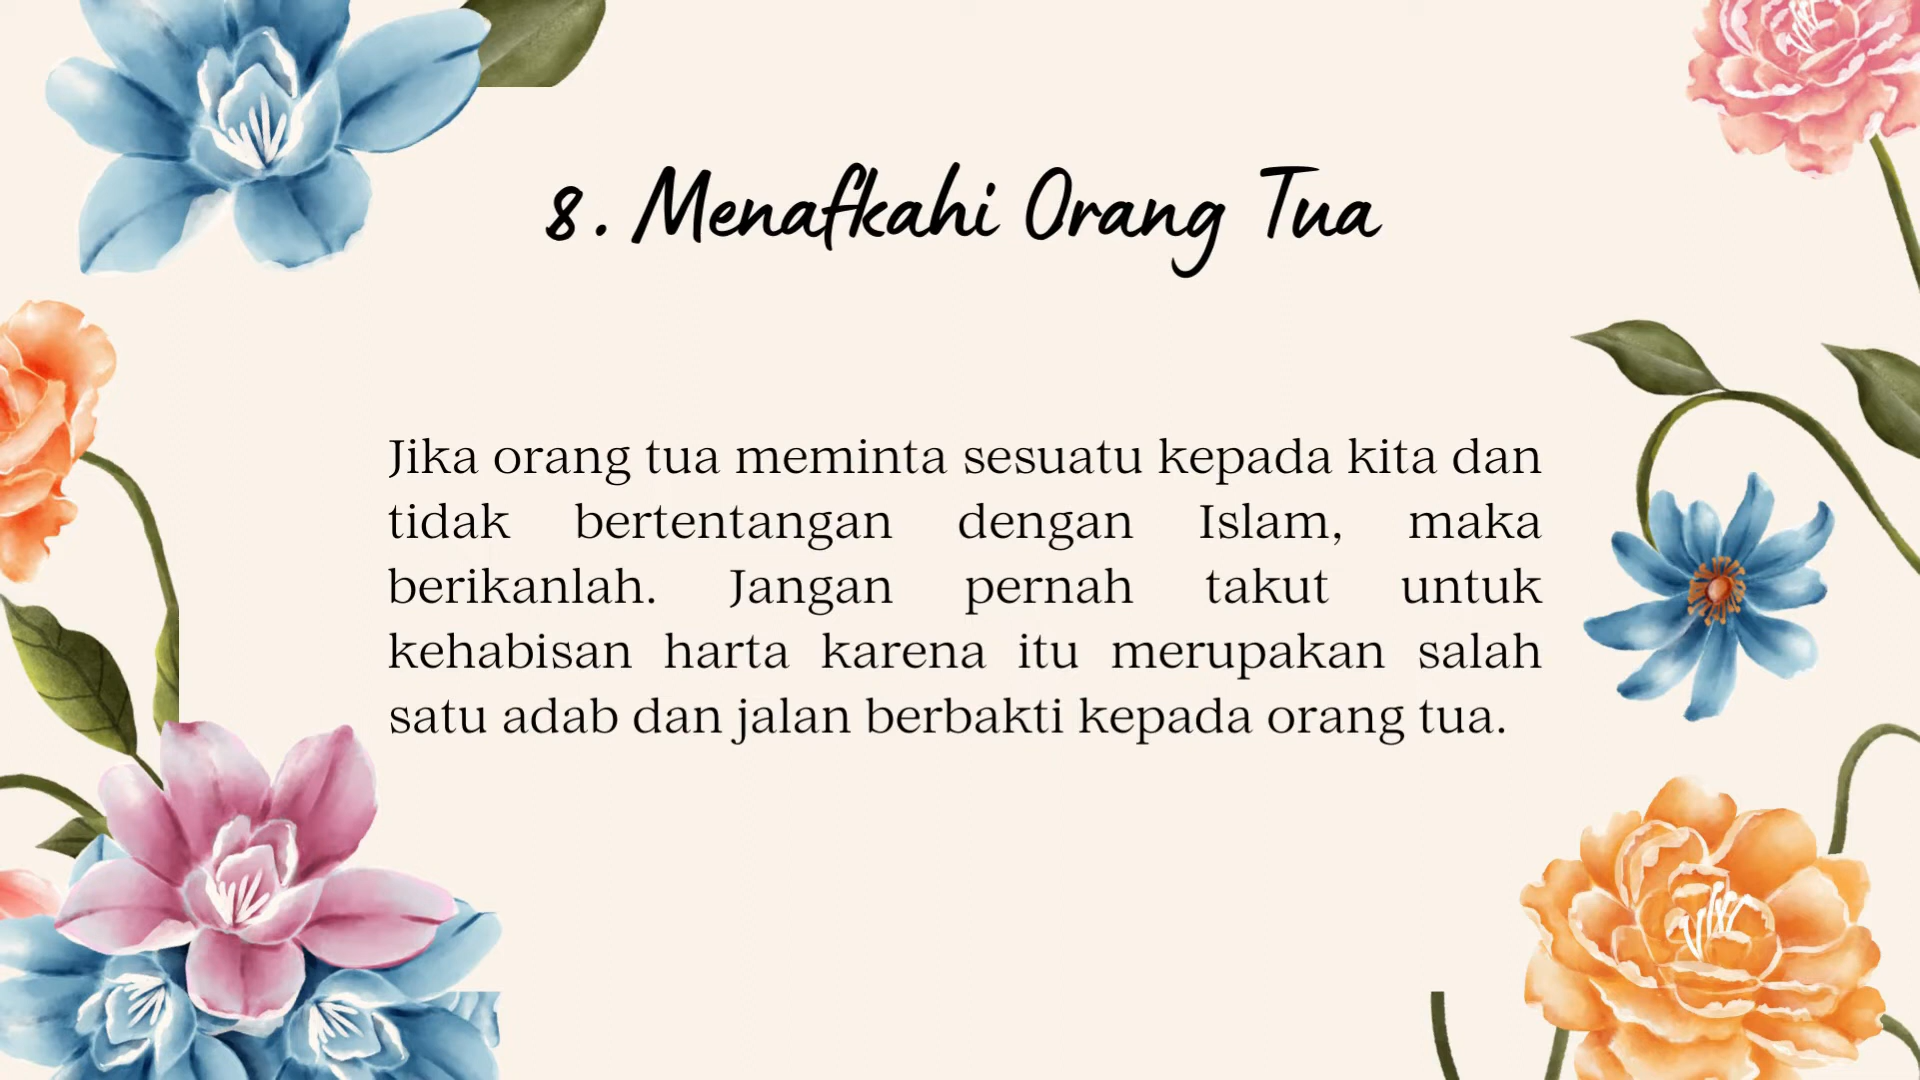 8. Menafkahi Orang Tua
Jika orang tua meminta sesuatu kepada kita dan
tidak bertentangan dengan Islam, maka
berikanlah. Jangan pernah takut untuk
kehabisan harta karena itu merupakan salah
satu adab dan jalan berbakti kepada orang tua.